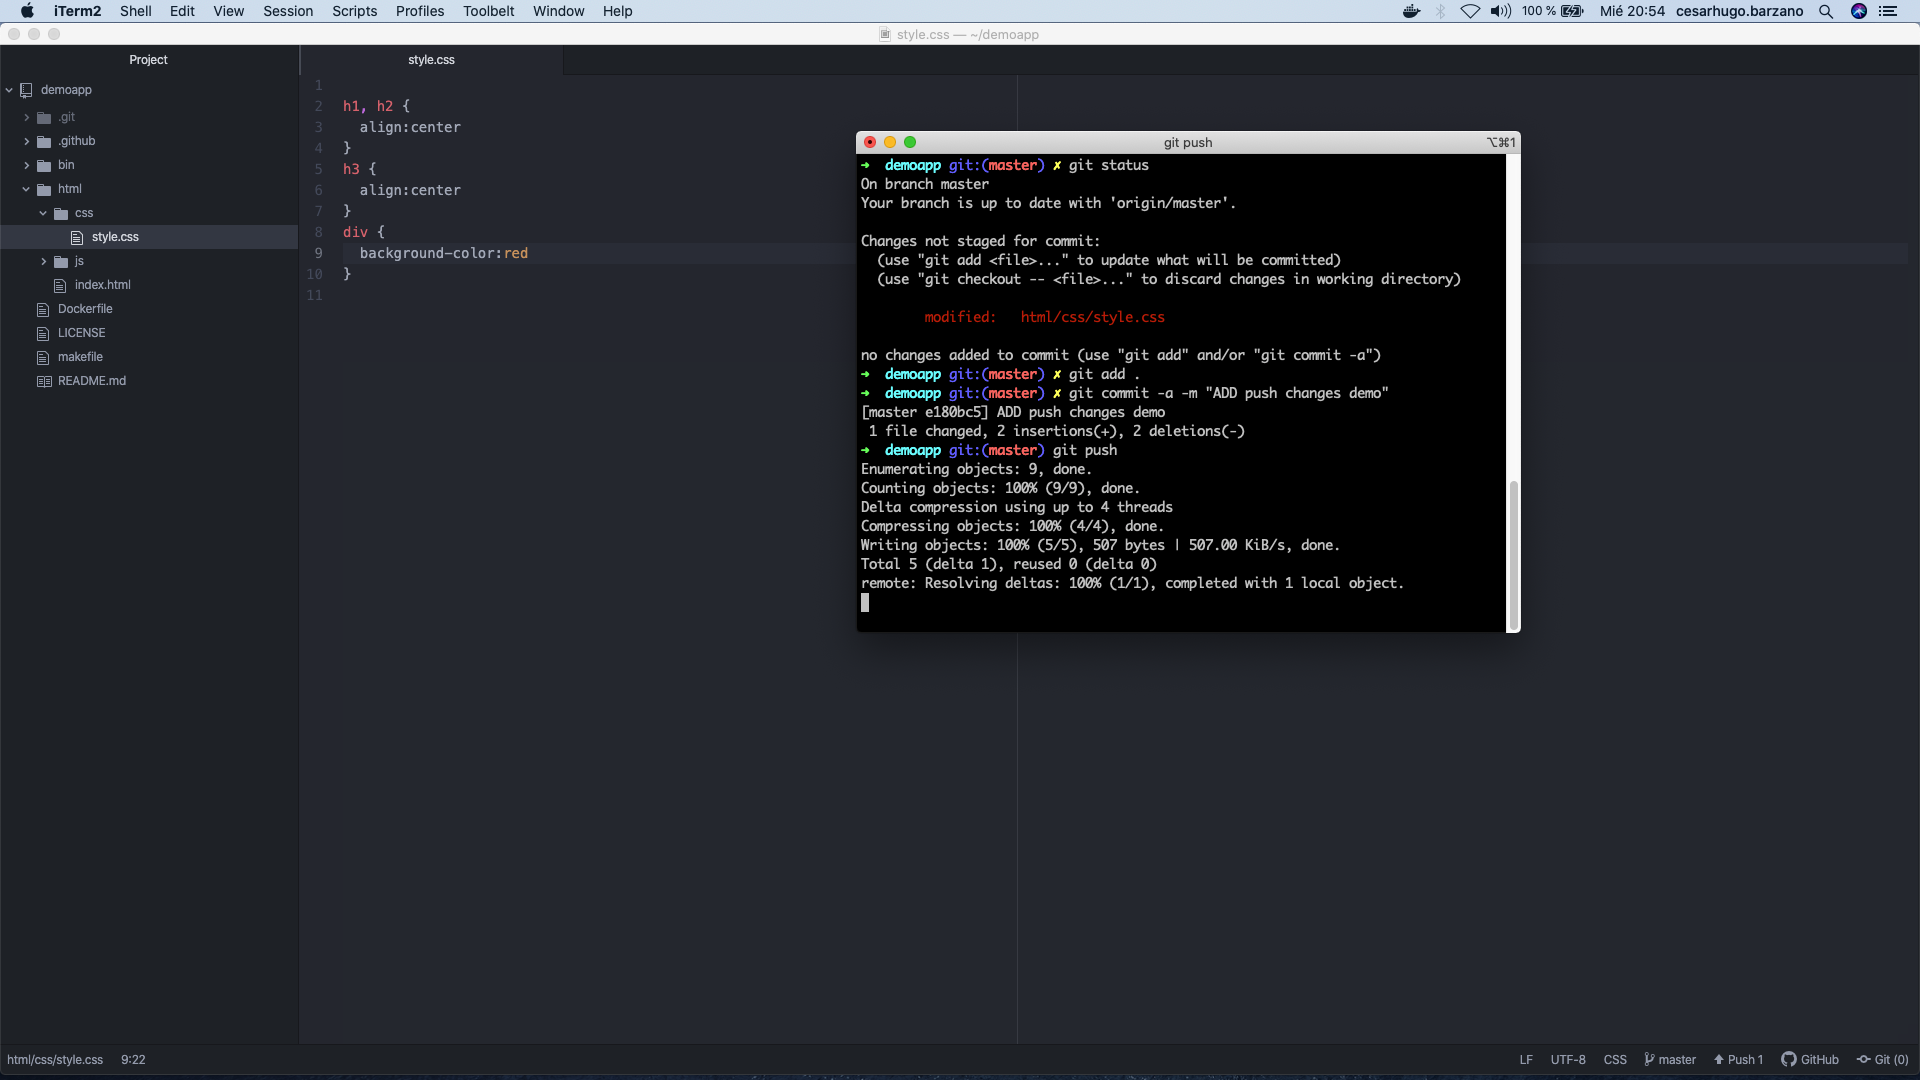 iTerm2 Shell Edit View Session Scripts Profiles Toolbelt Window Help 100 % Mié 20:54 cesarhugo.barzano
style.css — ~/demoapp
Project
style.css
demoapp
.git
.github
bin
html
css
style.css
js
index.html
Dockerfile
LICENSE
makefile
README.md
1
2 h1, h2 {
3 align:center
4 }
5 h3 {
6 align:center
7 }
8 div {
9 background-color:red
10 }
11
git push ⌥⌘1
➜ demoapp git:(master) ✗ git status
On branch master
Your branch is up to date with 'origin/master'.
Changes not staged for commit:
(use "git add <file>..." to update what will be committed)
(use "git checkout -- <file>..." to discard changes in working directory)
modified: html/css/style.css
no changes added to commit (use "git add" and/or "git commit -a")
➜ demoapp git:(master) ✗ git add .
➜ demoapp git:(master) ✗ git commit -a -m "ADD push changes demo"
[master e180bc5] ADD push changes demo
1 file changed, 2 insertions(+), 2 deletions(-)
➜ demoapp git:(master) git push
Enumerating objects: 9, done.
Counting objects: 100% (9/9), done.
Delta compression using up to 4 threads
Compressing objects: 100% (4/4), done.
Writing objects: 100% (5/5), 507 bytes | 507.00 KiB/s, done.
Total 5 (delta 1), reused 0 (delta 0)
remote: Resolving deltas: 100% (1/1), completed with 1 local object.
html/css/style.css 9:22 LF UTF-8 CSS master Push 1 GitHub Git (0)